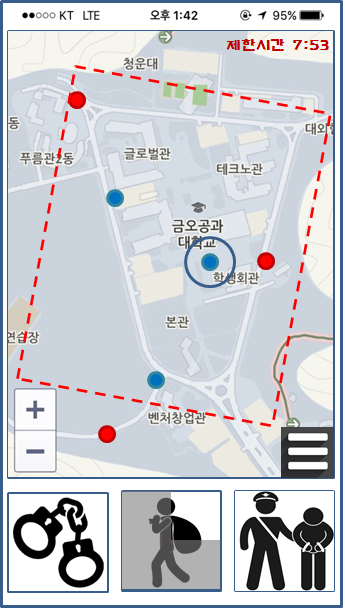 KT LTE 오후 1:42 95%
제한시간 7:53
청운대
동
대외협
푸름관2동
글로벌관
테크노관
금오공과
대학교
학생회관
본관
연습장
벤처창업관
+
−